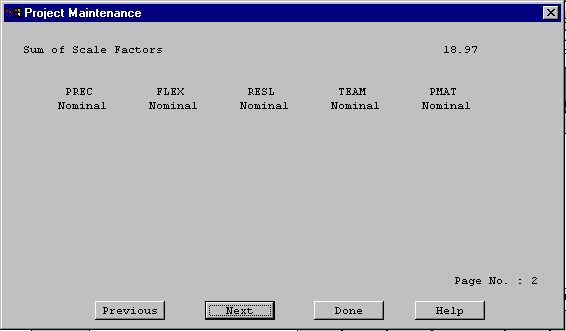 Project Maintenance
Sum of Scale Factors 18.97
PREC FLEX RESL TEAM PMAT
Nominal Nominal Nominal Nominal Nominal
Page No. : 2
Previous Next Done Help